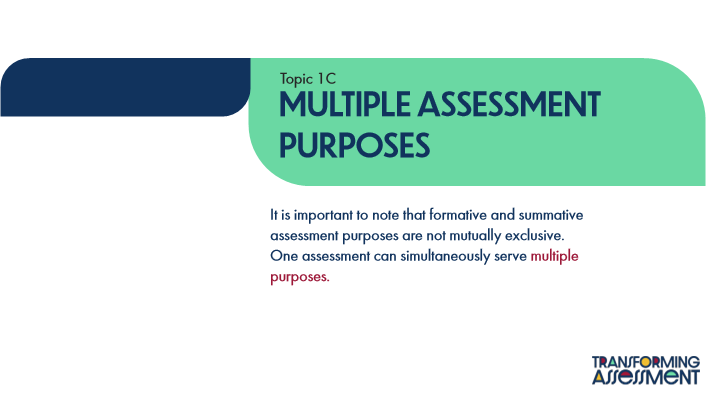 Topic 1C
MULTIPLE ASSESSMENT
PURPOSES
It is important to note that formative and summative
assessment purposes are not mutually exclusive.
One assessment can simultaneously serve multiple
purposes.
TRANSFORMING
ASSESSMENT